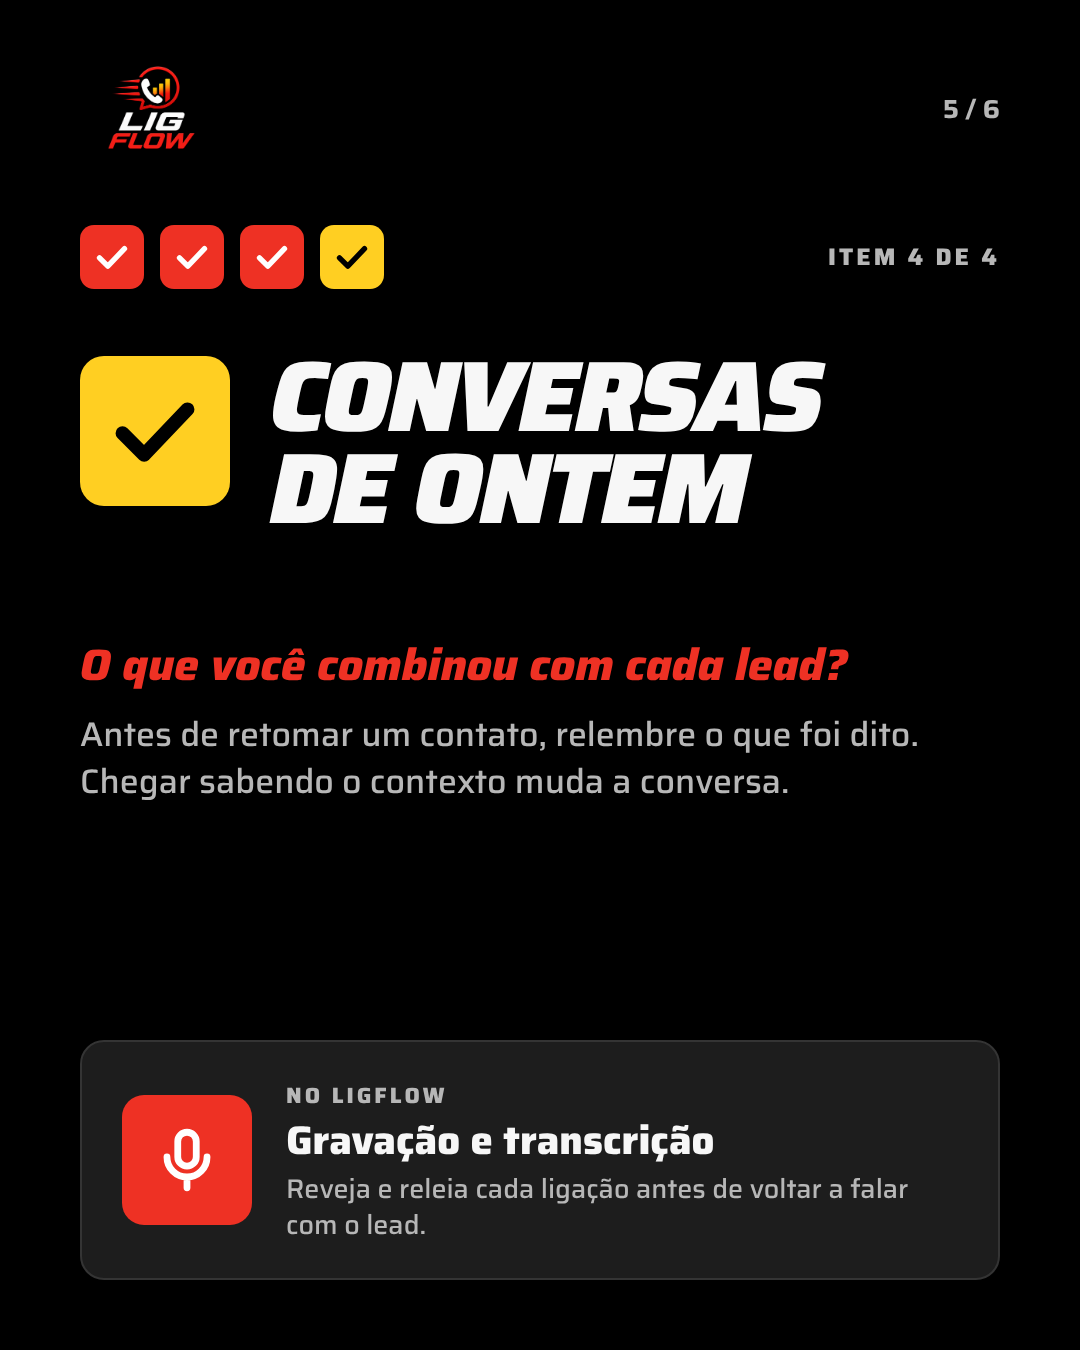 LIG
FLOW
5 / 6
ITEM 4 DE 4
CONVERSAS
DE ONTEM
O que você combinou com cada lead?
Antes de retomar um contato, relembre o que foi dito.
Chegar sabendo o contexto muda a conversa.
NO LIGFLOW
Gravação e transcrição
Reveja e releia cada ligação antes de voltar a falar
com o lead.